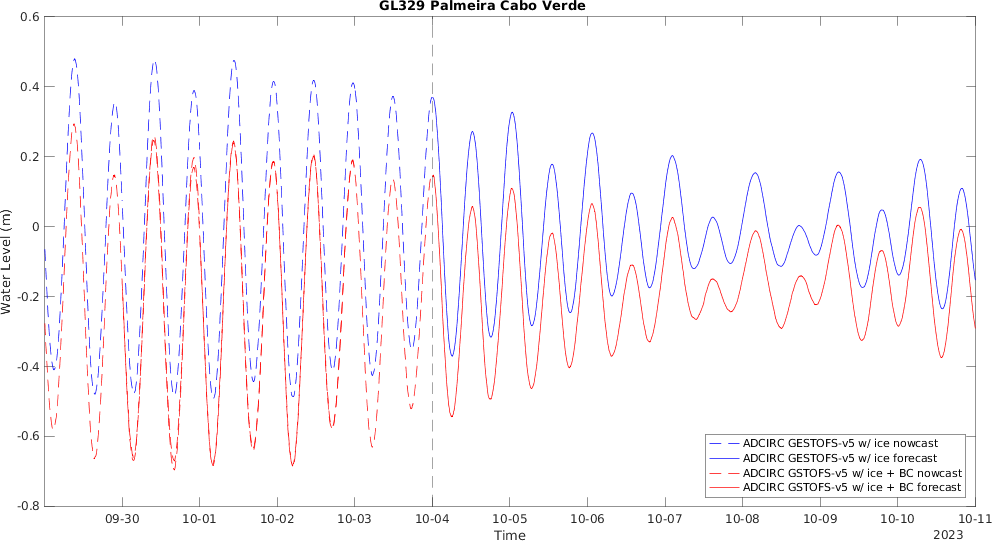 GL329 Palmeira Cabo Verde
0.6
0.4
0.2
0
-0.2
-0.4
-0.6
-0.8
Water Level (m)
ADCIRC GESTOFS-v5 w/ ice nowcast
ADCIRC GESTOFS-v5 w/ ice forecast
ADCIRC GSTOFS-v5 w/ ice + BC nowcast
ADCIRC GSTOFS-v5 w/ ice + BC forecast
09-30 10-01 10-02 10-03 10-04 10-05 10-06 10-07 10-08 10-09 10-10 10-11
Time
2023